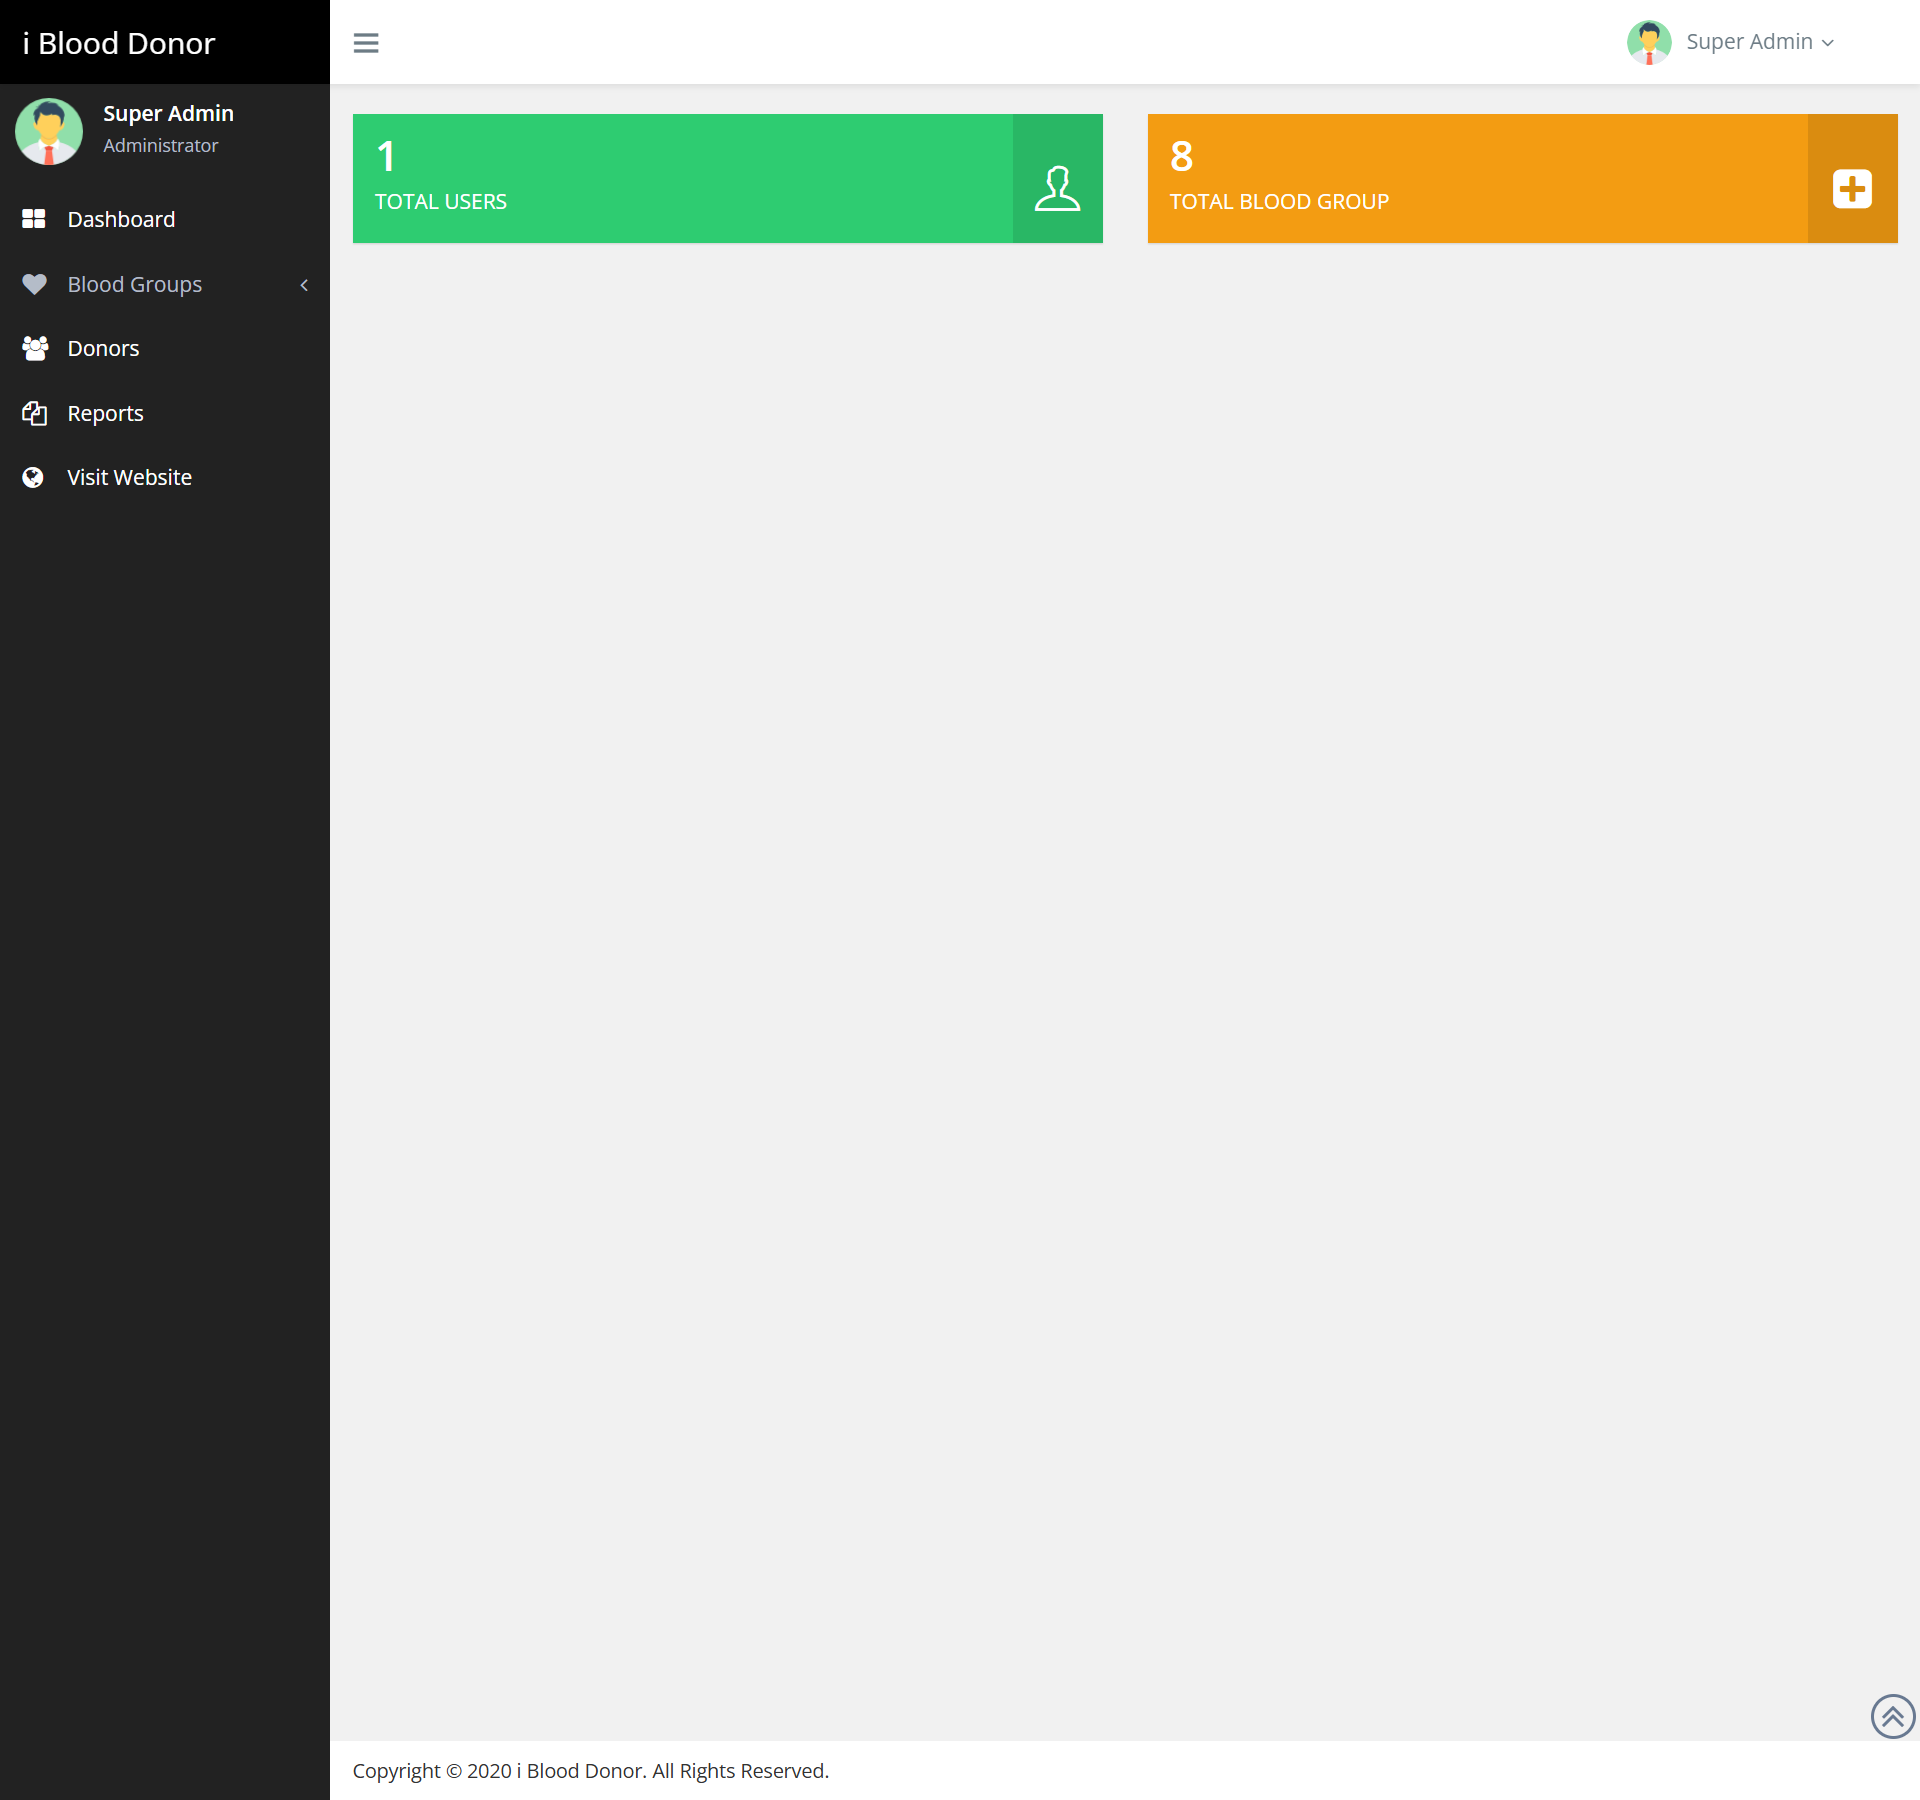 i Blood Donor
Super Admin
Super Admin
Administrator
Dashboard
Blood Groups
Donors
Reports
Visit Website
1
TOTAL USERS
8
TOTAL BLOOD GROUP
Copyright © 2020 i Blood Donor. All Rights Reserved.